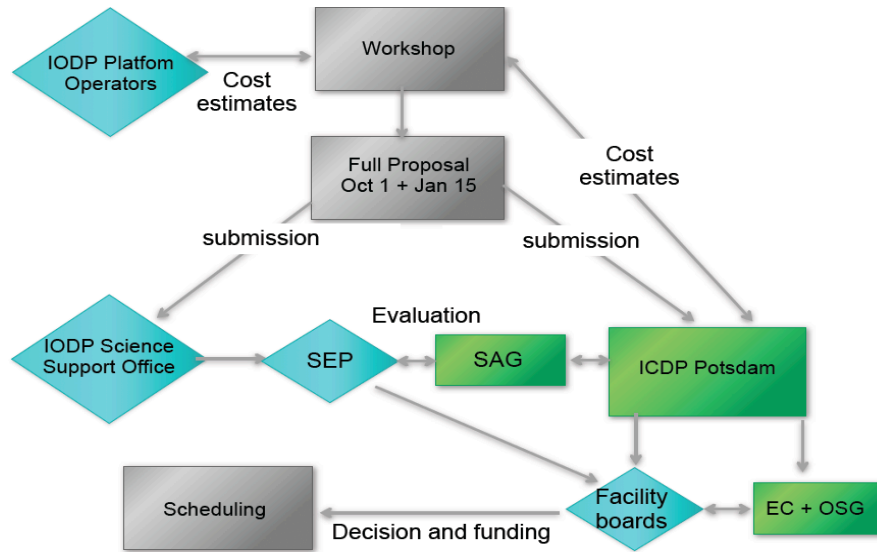 IODP Platfom
Operators
Cost
estimates
Workshop
Full Proposal
Oct 1 + Jan 15
Cost
estimates
submission
submission
Evaluation
IODP Science
Support Office
SEP
SAG
ICDP Potsdam
Scheduling
Decision and funding
Facility
boards
EC + OSG